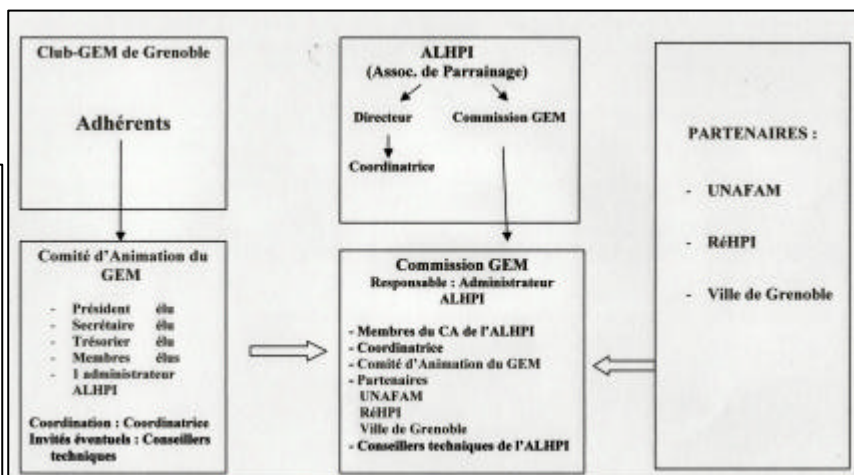 Club-GEM de Grenoble
Adhérents
Comité d'Animation du
GEM
- Président élu
- Secrétaire élu
- Trésorier élu
- Membres élus
- 1 administrateur
ALHPI
Coordination : Coordinatrice
Invités éventuels : Conseillers
techniques
ALHPI
(Assoc. de Parrainage)
Directeur Commission GEM
Coordinatrice
Commission GEM
Responsable : Administrateur
ALHPI
- Membres du CA de l'ALHPI
- Coordinatrice
- Comité d'Animation du GEM
- Partenaires
UNAFAM
RéHPI
Ville de Grenoble
- Conseillers techniques de l'ALHPI
PARTENAIRES :
- UNAFAM
- RéHPI
- Ville de Grenoble